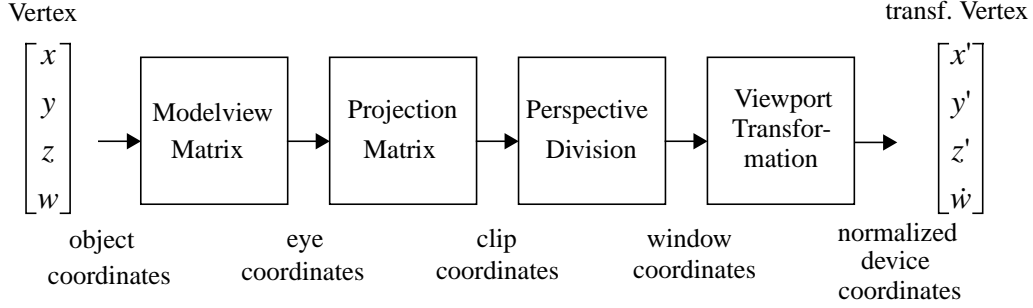 Vertex
transf. Vertex
x
y
z
w
Modelview
Matrix
Projection
Matrix
Perspective
Division
Viewport
Transfor-
mation
x'
y'
z'
ẇ
object
coordinates
eye
coordinates
clip
coordinates
window
coordinates
normalized
device
coordinates